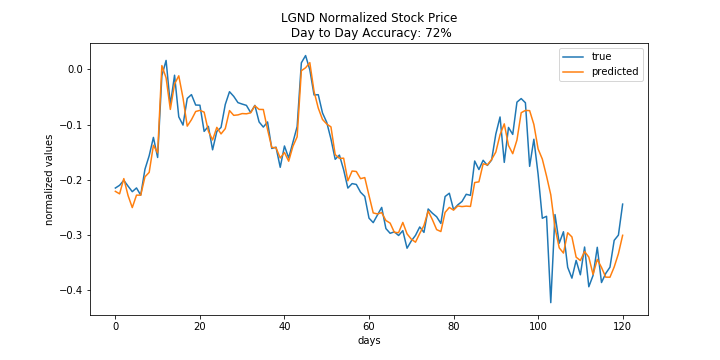 LGND Normalized Stock Price
Day to Day Accuracy: 72%
true
predicted
normalized values
0.0
−0.1
−0.2
−0.3
−0.4
0
20
40
60
80
100
120
days